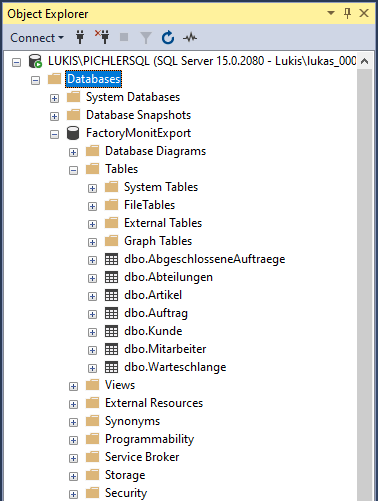 Object Explorer
Connect
LUKIS\PICHLERSQL (SQL Server 15.0.2080 - Lukis\lukas_000
Databases
System Databases
Database Snapshots
FactoryMonitExport
Database Diagrams
Tables
System Tables
FileTables
External Tables
Graph Tables
dbo.AbgeschlosseneAuftraege
dbo.Abteilungen
dbo.Artikel
dbo.Auftrag
dbo.Kunde
dbo.Mitarbeiter
dbo.Warteschlange
Views
External Resources
Synonyms
Programmability
Service Broker
Storage
Security